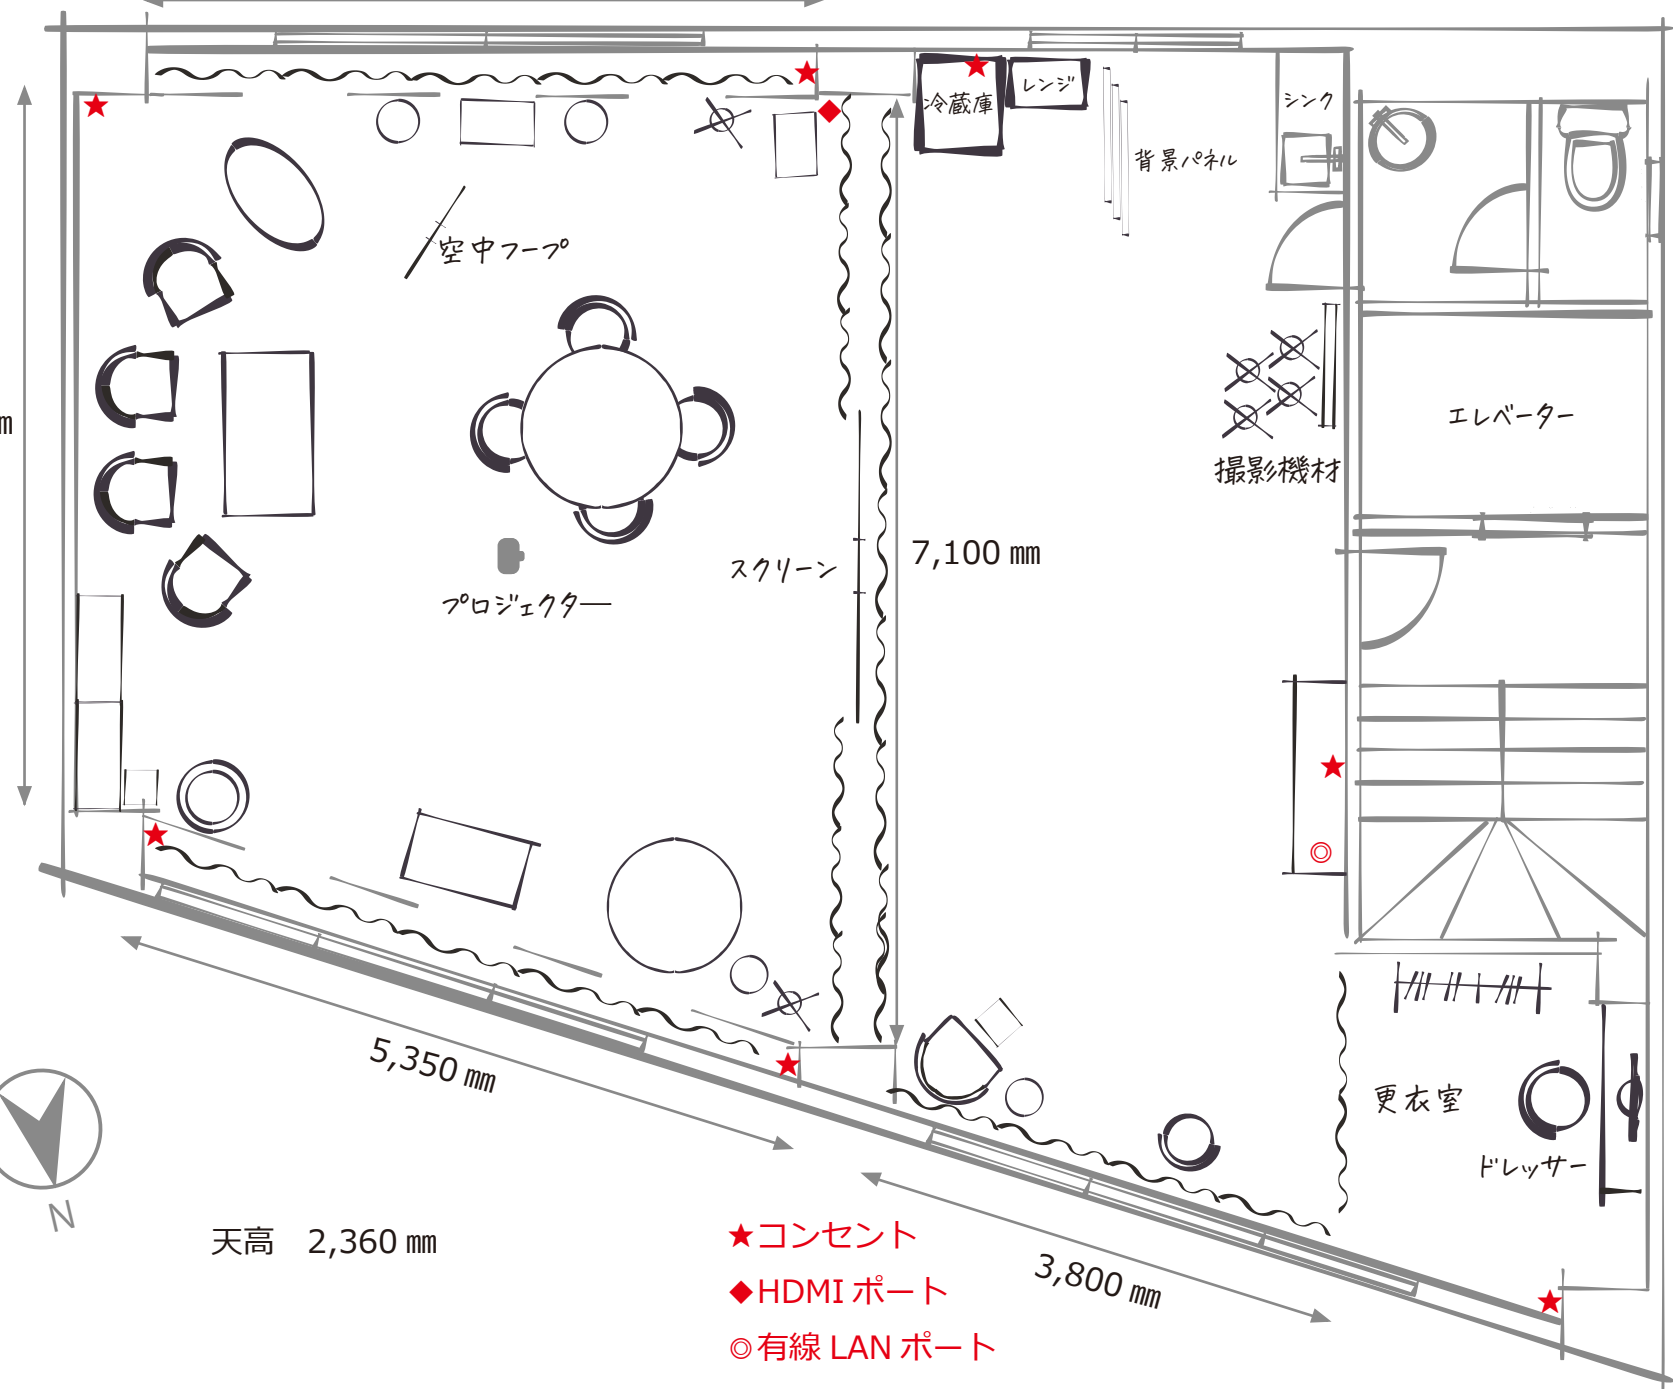 冷蔵庫
レンジ
シンク
背景パネル
空中フープ
エレベーター
m
撮影機材
7,100 ㎜
スクリーン
プロジェクター
5,350 ㎜
更衣室
ドレッサー
N
天高 2,360 ㎜
★コンセント
◆HDMI ポート
◎有線 LAN ポート
3,800 ㎜